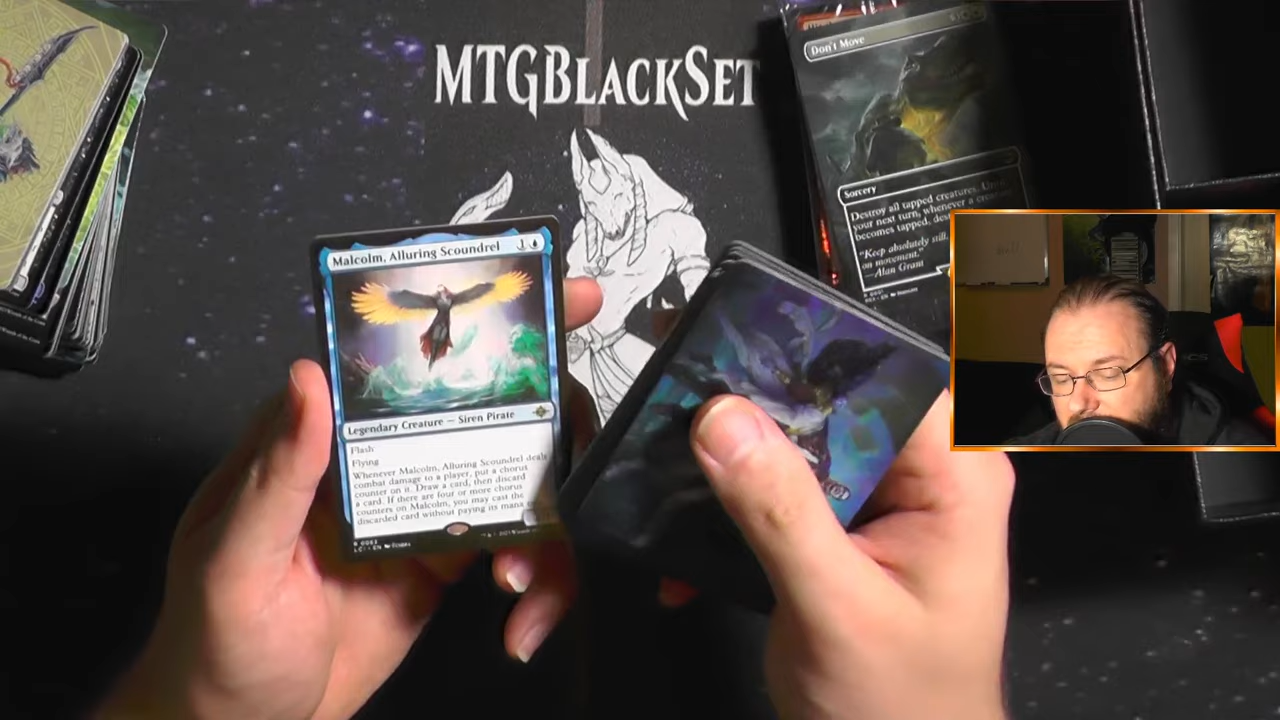 MTGBlackSet
Don't Move
Sorcery
Destroy all tapped creatures. Until
your next turn, whenever a
becomes tapped,
"Keep absolutely still,
on movement."
—Alan Grant
Malcolm, Alluring Scoundrel 1
Legendary Creature — Siren Pirate
Flash
Flying
Whenever Malcolm, Alluring Scoundrel deals
combat damage to a player, put a chorus
counter on it. Draw a card, then discard
a card. If there are four or more chorus
counters on Malcolm, you may cast the
discarded card without paying its mana